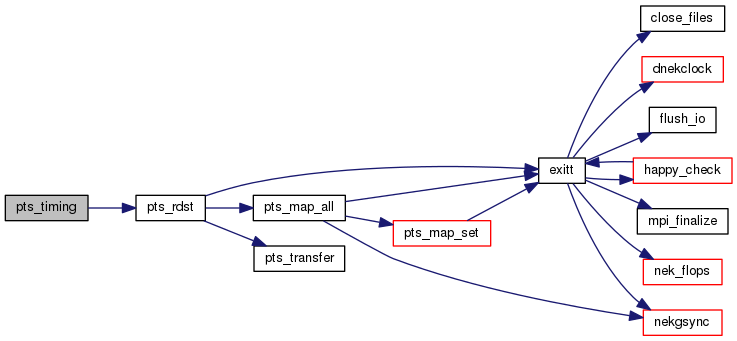 pts_timing
pts_rdst
pts_map_all
pts_transfer
pts_map_set
exitt
close_files
dnekclock
flush_io
happy_check
mpi_finalize
nek_flops
nekgsync